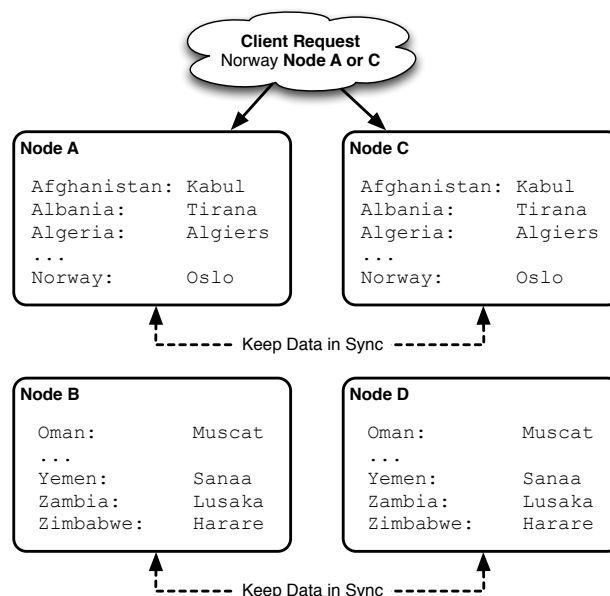 Client Request
Norway Node A or C
Node A
Afghanistan: Kabul
Albania: Tirana
Algeria: Algiers
...
Norway: Oslo
Node C
Afghanistan: Kabul
Albania: Tirana
Algeria: Algiers
...
Norway: Oslo
Keep Data in Sync
Node B
Oman: Muscat
...
Yemen: Sanaa
Zambia: Lusaka
Zimbabwe: Harare
Node D
Oman: Muscat
...
Yemen: Sanaa
Zambia: Lusaka
Zimbabwe: Harare
Keep Data in Sync